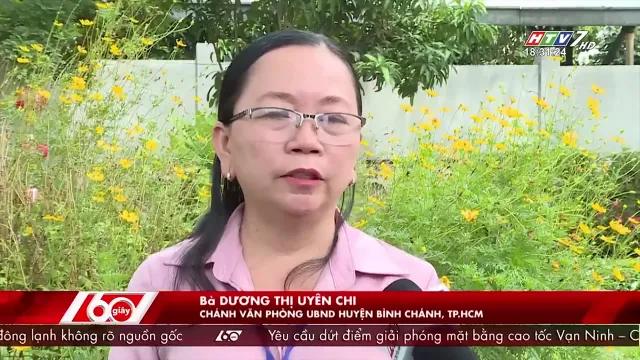 HTV7 HD
18:31:24
Bà DƯƠNG THỊ UYÊN CHI
CHÁNH VĂN PHÒNG UBND HUYỆN BÌNH CHÁNH, TP.HCM
60 giây
đông lạnh không rõ nguồn gốc Yêu cầu dứt điểm giải phóng mặt bằng cao tốc Vạn Ninh – C